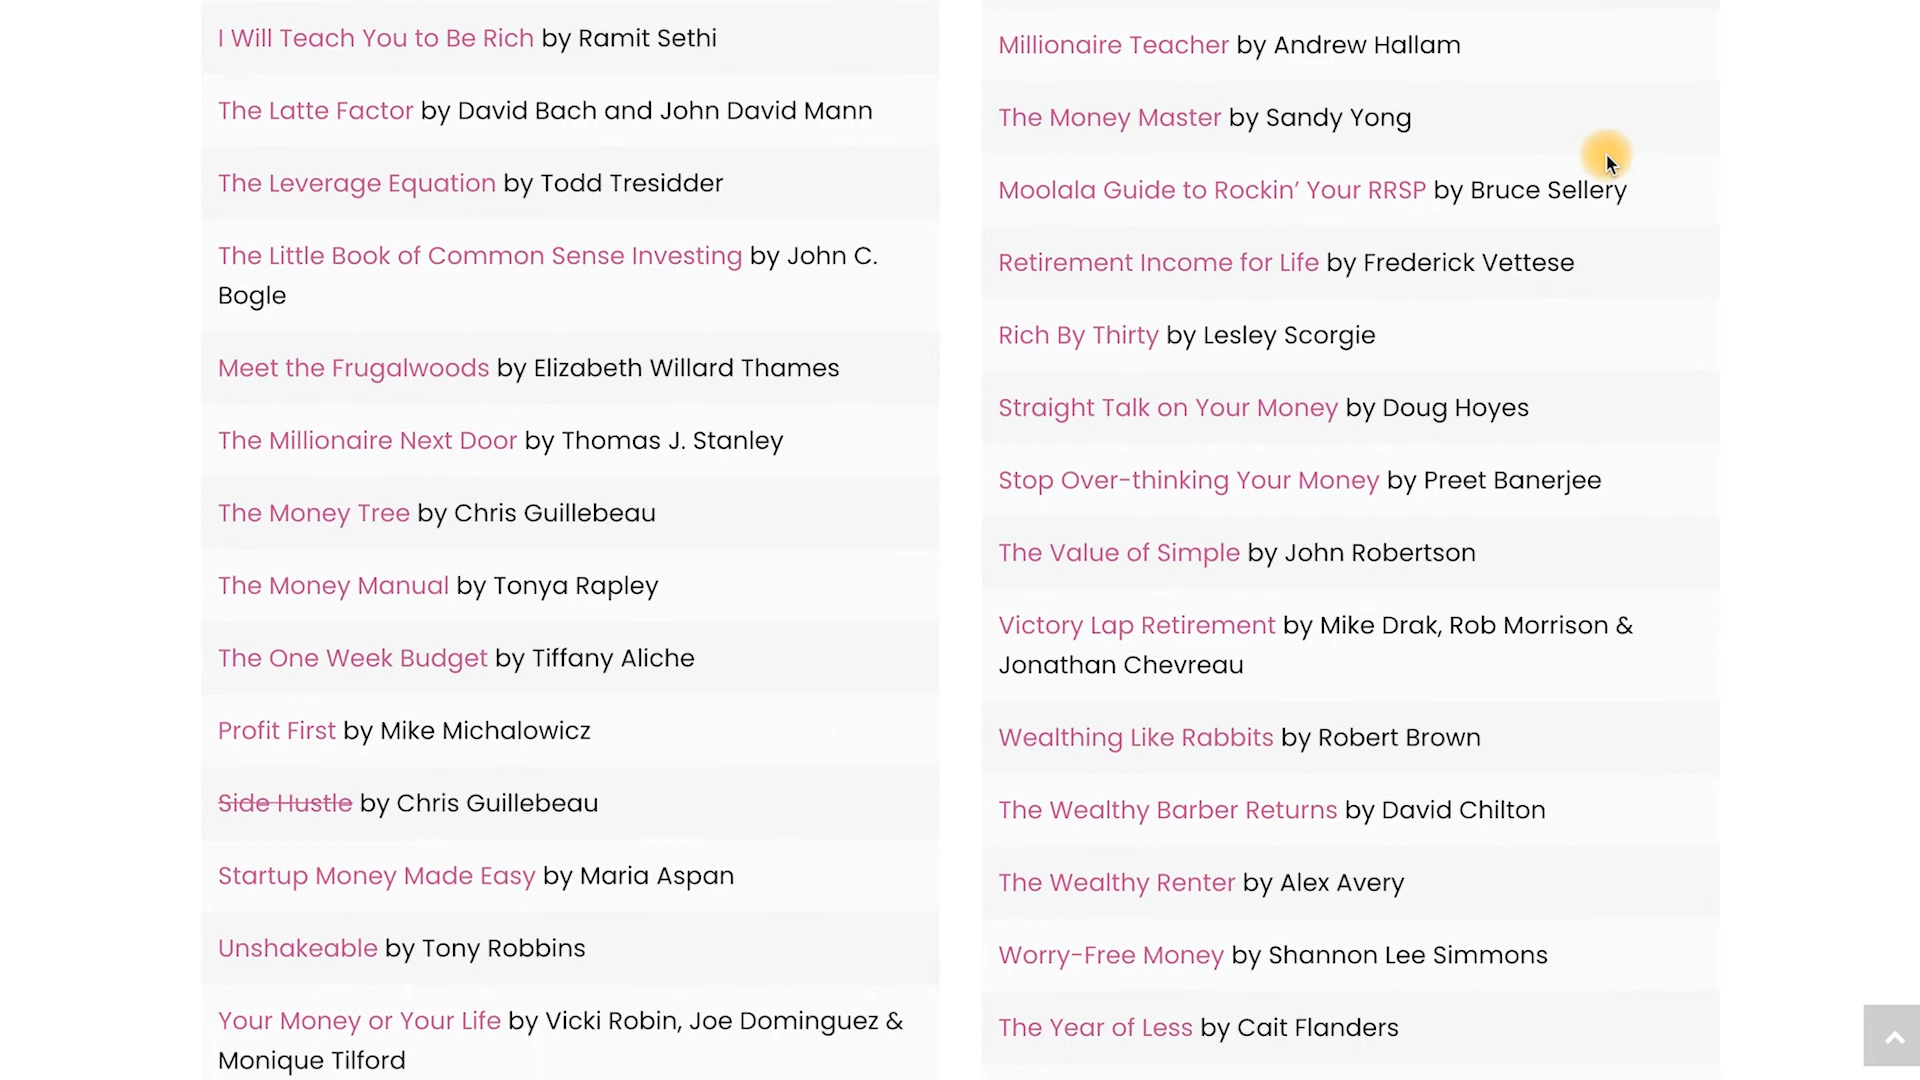 I Will Teach You to Be Rich by Ramit Sethi
The Latte Factor by David Bach and John David Mann
The Leverage Equation by Todd Tresidder
The Little Book of Common Sense Investing by John C.
Bogle
Meet the Frugalwoods by Elizabeth Willard Thames
The Millionaire Next Door by Thomas J. Stanley
The Money Tree by Chris Guillebeau
The Money Manual by Tonya Rapley
The One Week Budget by Tiffany Aliche
Profit First by Mike Michalowicz
Side Hustle by Chris Guillebeau
Startup Money Made Easy by Maria Aspan
Unshakeable by Tony Robbins
Your Money or Your Life by Vicki Robin, Joe Dominguez &
Monique Tilford
Millionaire Teacher by Andrew Hallam
The Money Master by Sandy Yong
Moolala Guide to Rockin’ Your RRSP by Bruce Sellery
Retirement Income for Life by Frederick Vettese
Rich By Thirty by Lesley Scorgie
Straight Talk on Your Money by Doug Hoyes
Stop Over-thinking Your Money by Preet Banerjee
The Value of Simple by John Robertson
Victory Lap Retirement by Mike Drak, Rob Morrison &
Jonathan Chevreau
Wealthing Like Rabbits by Robert Brown
The Wealthy Barber Returns by David Chilton
The Wealthy Renter by Alex Avery
Worry-Free Money by Shannon Lee Simmons
The Year of Less by Cait Flanders